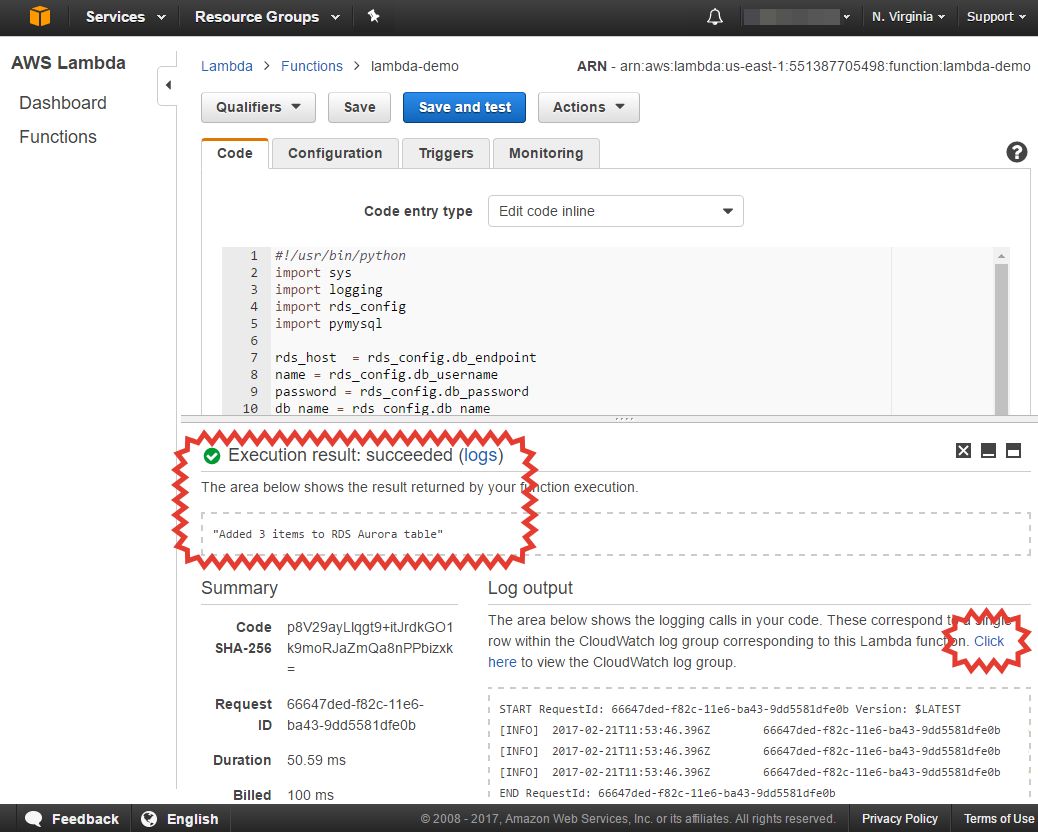 Services
Resource Groups
N. Virginia
Support
AWS Lambda
Dashboard
Functions
Lambda > Functions > lambda-demo
ARN - arn:aws:lambda:us-east-1:551387705498:function:lambda-demo
Qualifiers
Save
Save and test
Actions
Code
Configuration
Triggers
Monitoring
?
Code entry type
Edit code inline
1 #!/usr/bin/python
2 import sys
3 import logging
4 import rds_config
5 import pymysql
6
7 rds_host  = rds_config.db_endpoint
8 name = rds_config.db_username
9 password = rds_config.db_password
10 db_name = rds_config.db_name
Execution result: succeeded (logs)
The area below shows the result returned by your function execution.
"Added 3 items to RDS Aurora table"
Summary
Code SHA-256
p8V29ayLIqgt9+itJrdkGO1
k9moRJaZmQa8nPPbizxk
=
Request ID
66647ded-f82c-11e6-
ba43-9dd5581dfe0b
Duration
50.59 ms
Billed
100 ms
Log output
The area below shows the logging calls in your code. These correspond to a single
row within the CloudWatch log group corresponding to this Lambda function. Click
here to view the CloudWatch log group.
START RequestId: 66647ded-f82c-11e6-ba43-9dd5581dfe0b Version: $LATEST
[INFO]  2017-02-21T11:53:46.396Z        66647ded-f82c-11e6-ba43-9dd5581dfe0b
[INFO]  2017-02-21T11:53:46.396Z        66647ded-f82c-11e6-ba43-9dd5581dfe0b
[INFO]  2017-02-21T11:53:46.396Z        66647ded-f82c-11e6-ba43-9dd5581dfe0b
END RequestId: 66647ded-f82c-11e6-ba43-9dd5581dfe0b
Feedback
English
© 2008 - 2017, Amazon Web Services, Inc. or its affiliates. All rights reserved.
Privacy Policy
Terms of Use